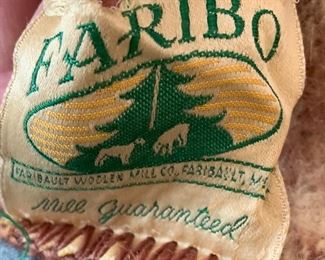 FARIBO
FARIBAULT WOOLEN MILL CO., FARIBAULT,
Mill Guaranteed